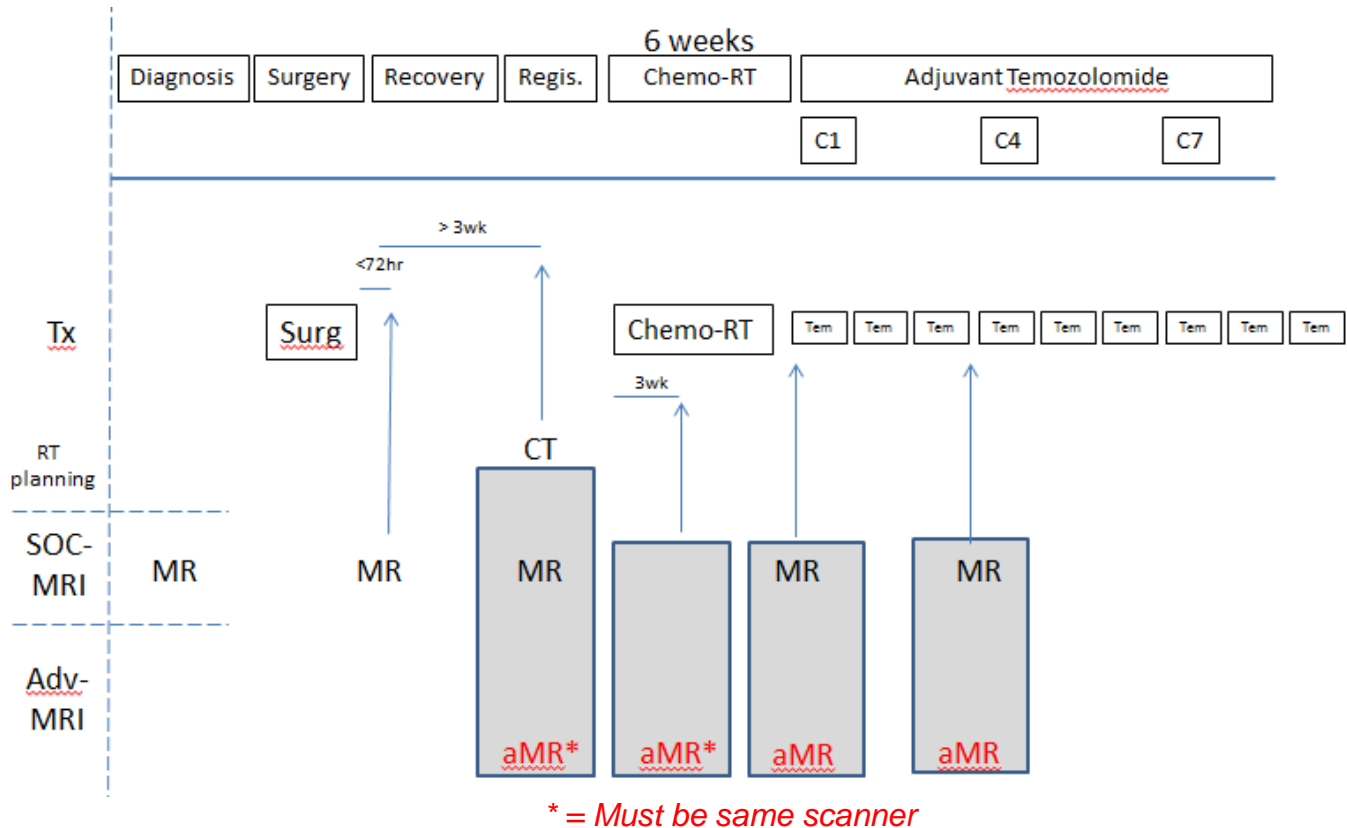 6 weeks
Diagnosis Surgery Recovery Regis. Chemo-RT Adjuvant Temozolomide
C1 C4 C7
> 3wk
<72hr
Tx Surg Chemo-RT Tem Tem Tem Tem Tem Tem Tem Tem Tem
3wk
RT
planning
CT
SOC-
MRI
MR MR MR MR MR
Adv-
MRI
aMR* aMR* aMR aMR
* = Must be same scanner